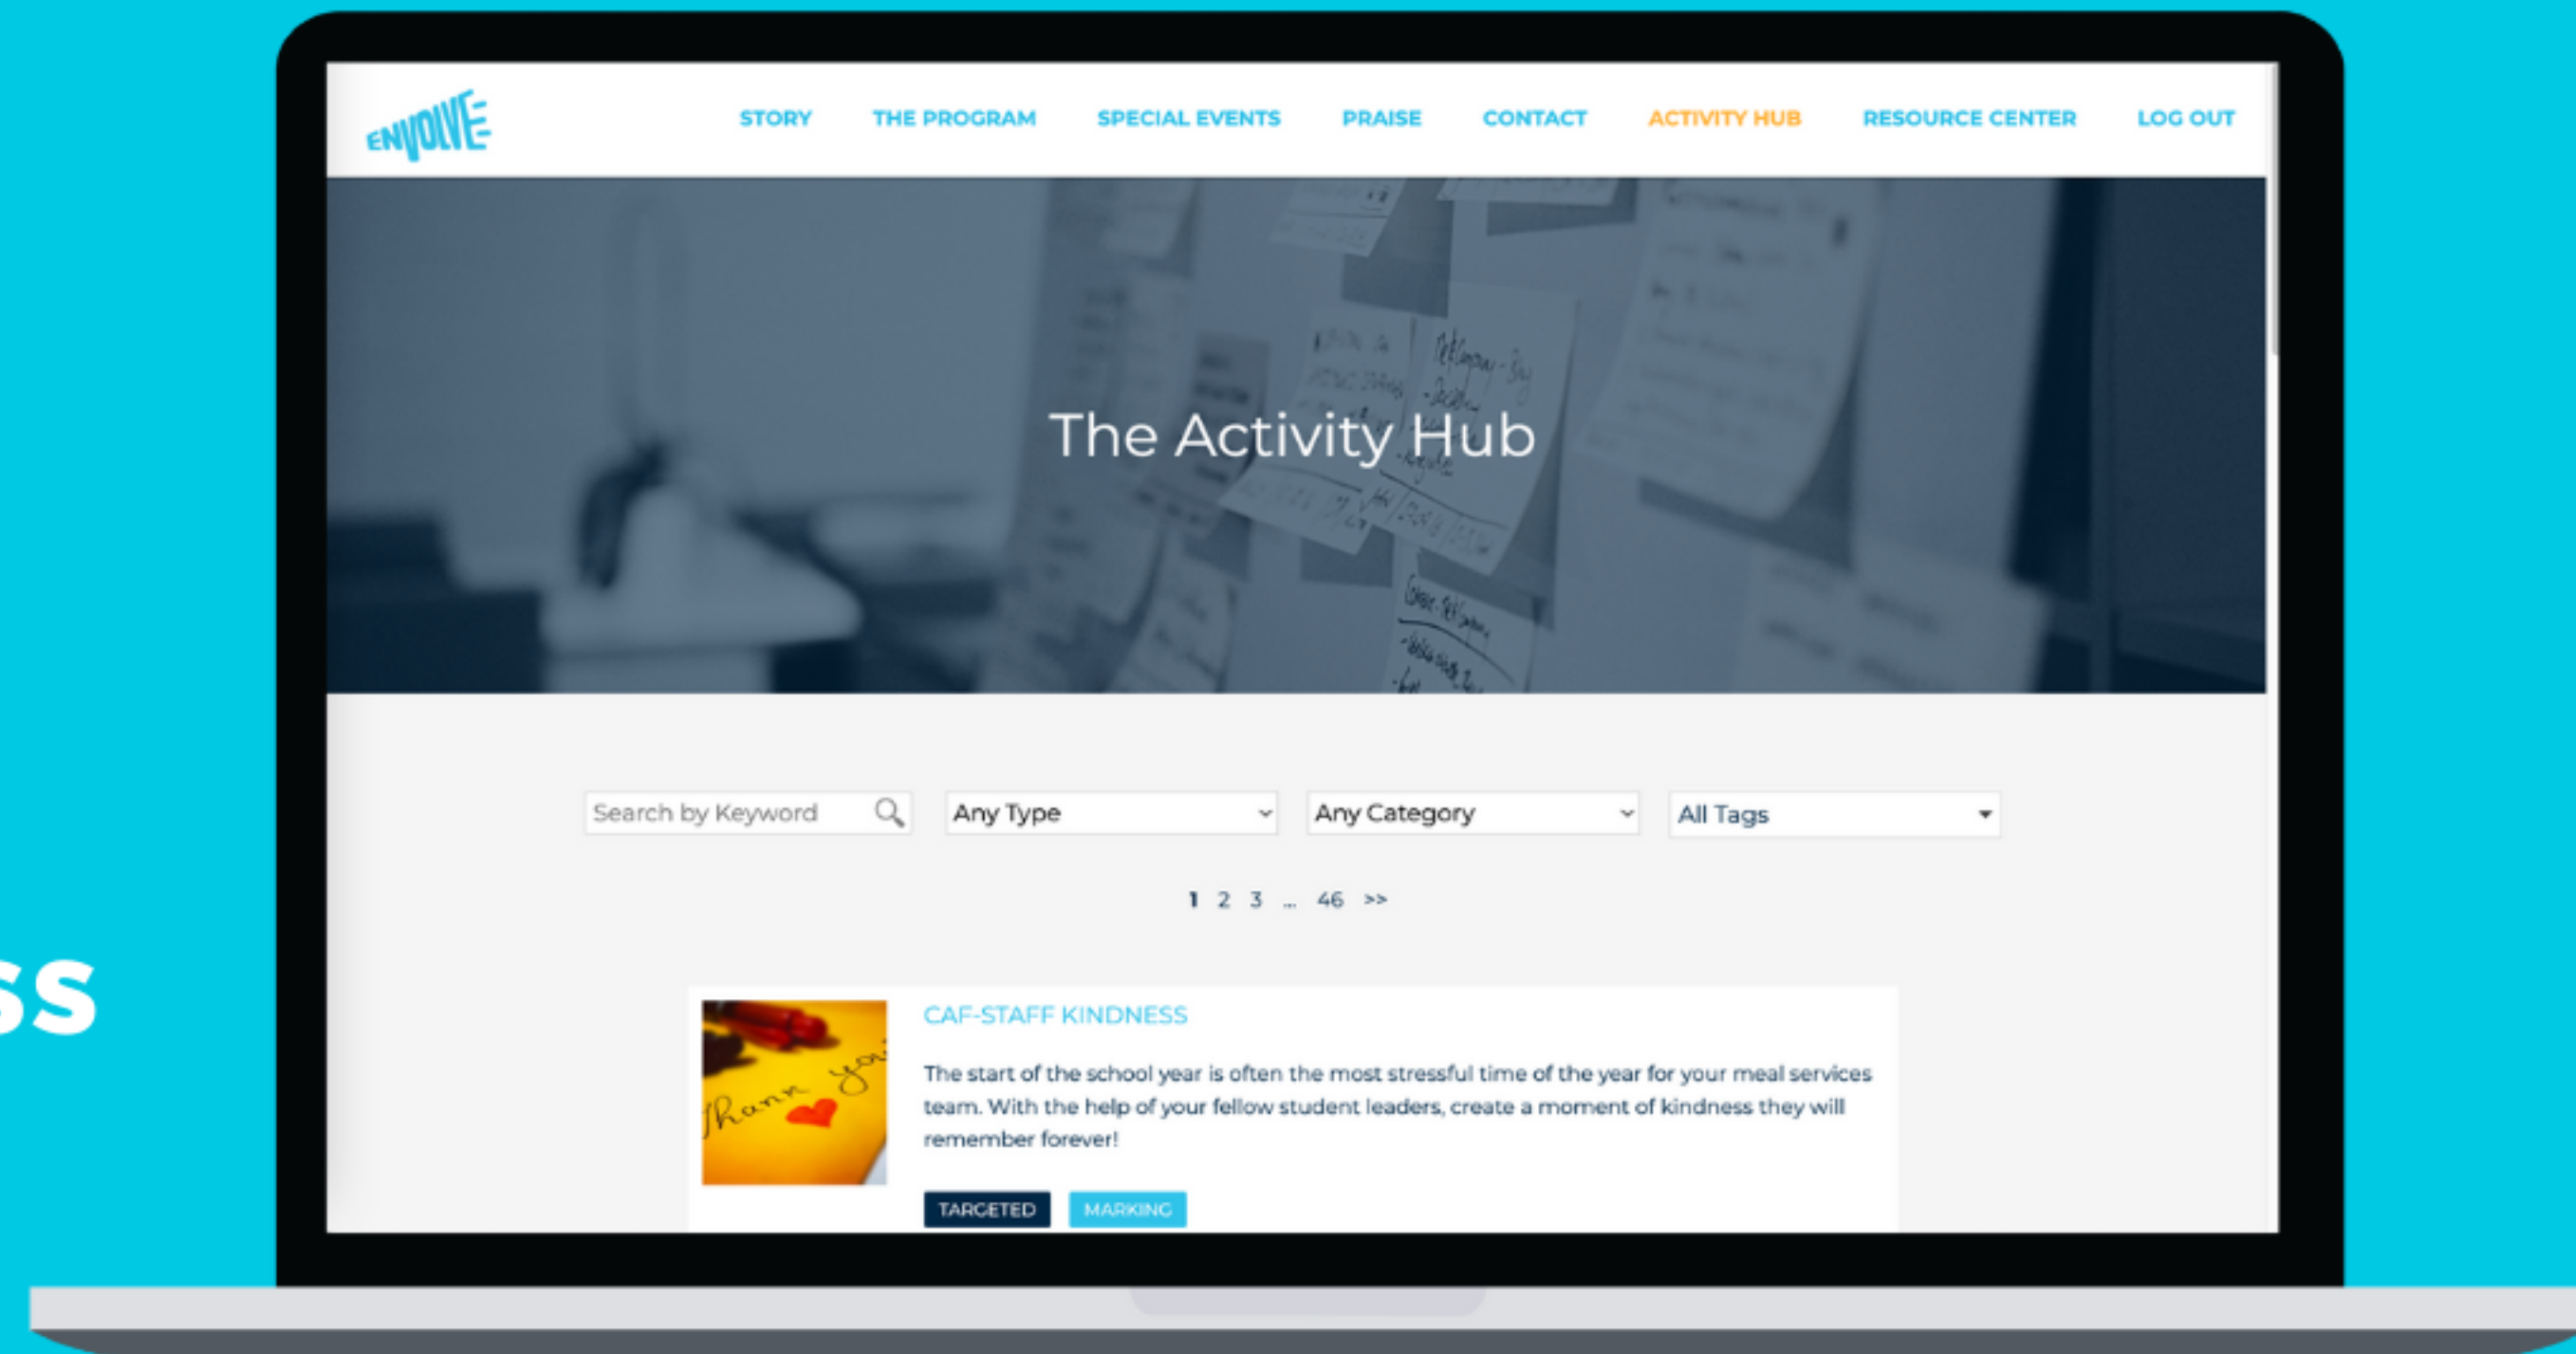 ENVOLVE
STORY THE PROGRAM SPECIAL EVENTS PRAISE CONTACT ACTIVITY HUB RESOURCE CENTER LOG OUT
The Activity Hub
Search by Keyword Any Type Any Category All Tags
1 2 3 ... 46 >>
ss
CAF-STAFF KINDNESS
The start of the school year is often the most stressful time of the year for your meal services
team. With the help of your fellow student leaders, create a moment of kindness they will
remember forever!
Thank you
TARGETED MARKING